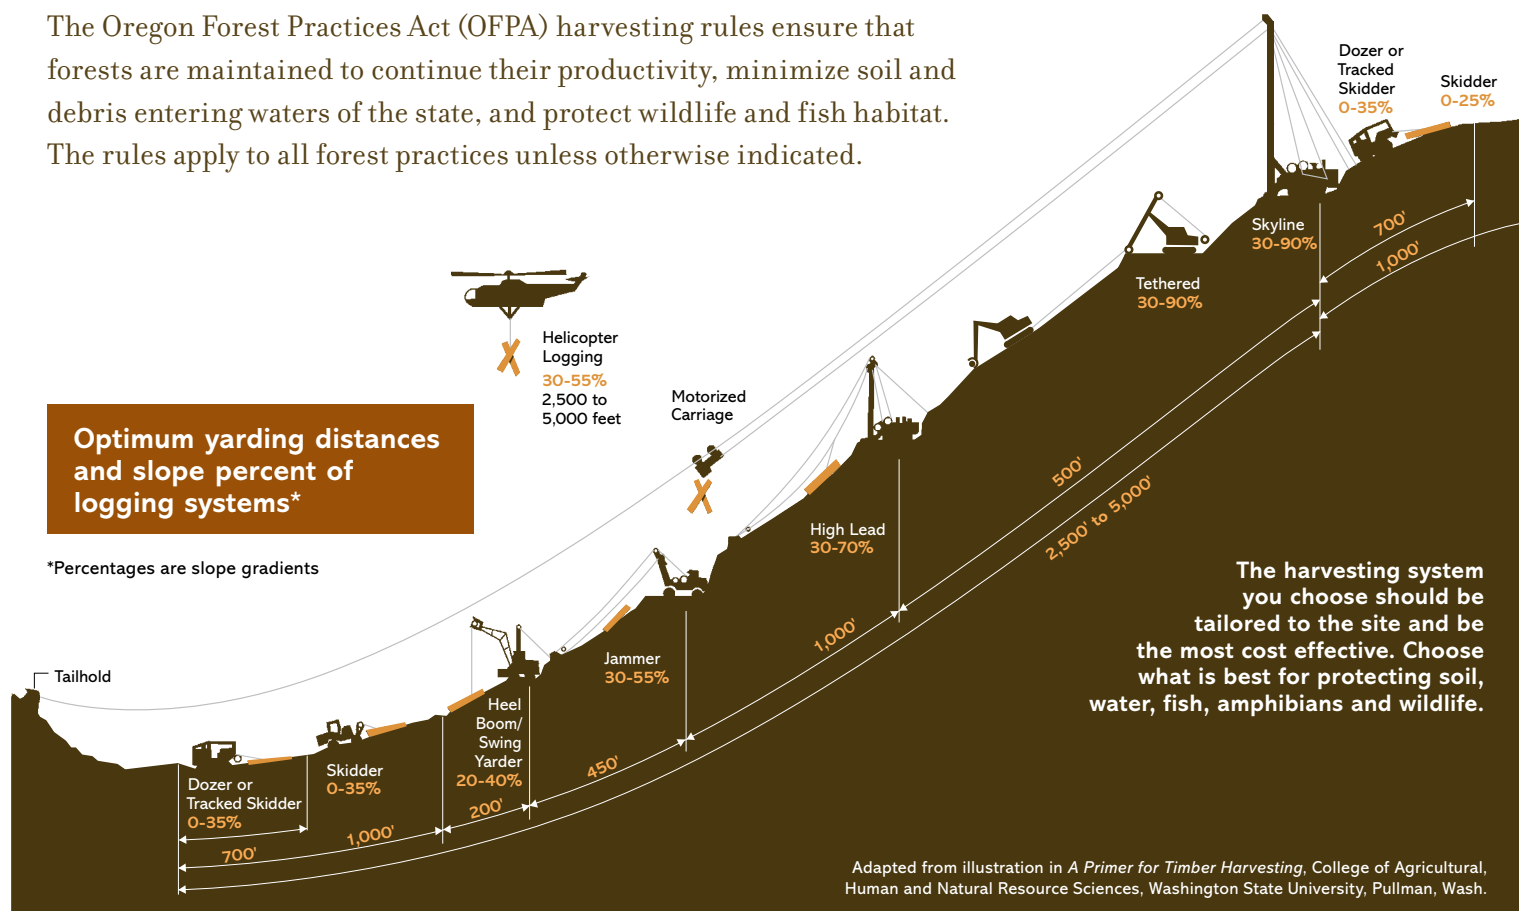 The Oregon Forest Practices Act (OFPA) harvesting rules ensure that
forests are maintained to continue their productivity, minimize soil and
debris entering waters of the state, and protect wildlife and fish habitat.
The rules apply to all forest practices unless otherwise indicated.
Dozer or
Tracked
Skidder
0-35%
Skidder
0-25%
Skyline
30-90%
700'
1,000'
Tethered
30-90%
Helicopter
Logging
30-55%
2,500 to
5,000 feet
Motorized
Carriage
Optimum yarding distances
and slope percent of
logging systems*
*Percentages are slope gradients
High Lead
30-70%
500'
2,500' to 5,000'
The harvesting system
you choose should be
tailored to the site and be
the most cost effective. Choose
what is best for protecting soil,
water, fish, amphibians and wildlife.
Tailhold
Jammer
30-55%
1,000'
Heel
Boom/
Swing
Yarder
20-40%
450'
Skidder
0-35%
Dozer or
Tracked Skidder
0-35%
200'
1,000'
700'
Adapted from illustration in A Primer for Timber Harvesting, College of Agricultural,
Human and Natural Resource Sciences, Washington State University, Pullman, Wash.